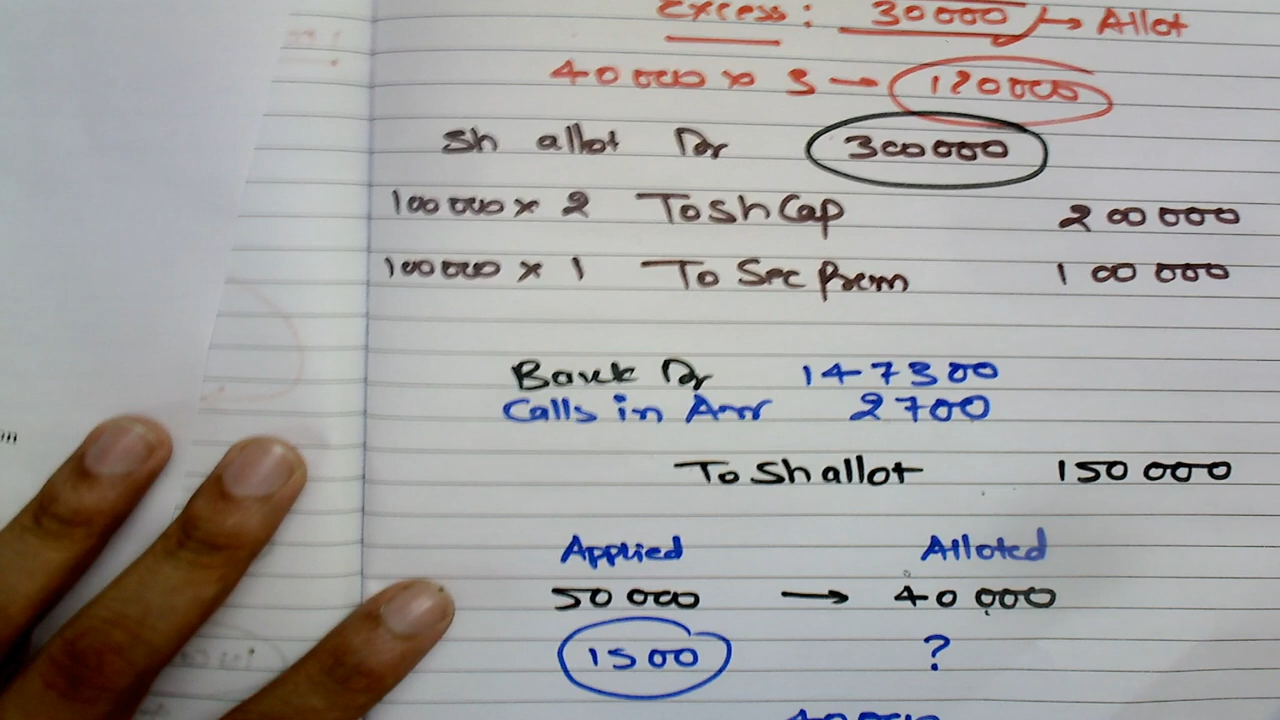 Excess: 30000 → Allot
40000 × 3 → 120000
Sh allot Dr 300000
100000 × 2 To Sh Cap 200000
100000 × 1 To Sec Prem 100000
Bank Dr 147300
Calls in Arr 2700
To Sh allot 150000
Applied Alloted
50000 → 40000
1500 ?